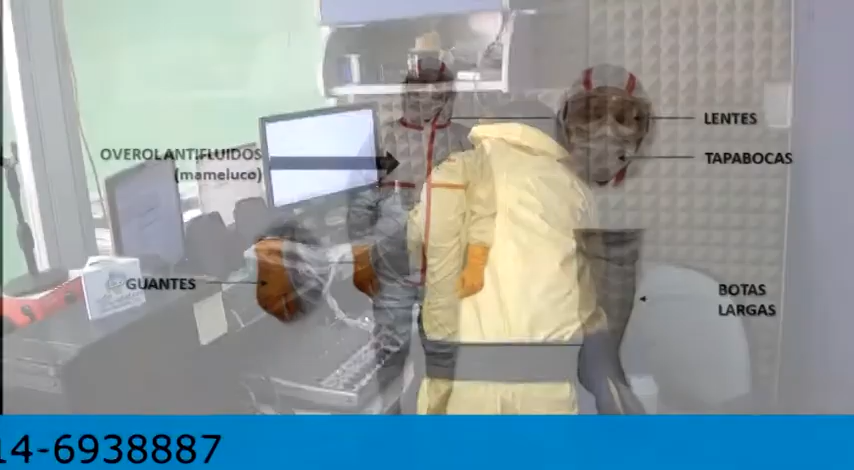 LENTES
OVEROL ANTIFLUIDOS
(mameluco)
TAPABOCAS
GUANTES
BOTAS
LARGAS
14-6938887